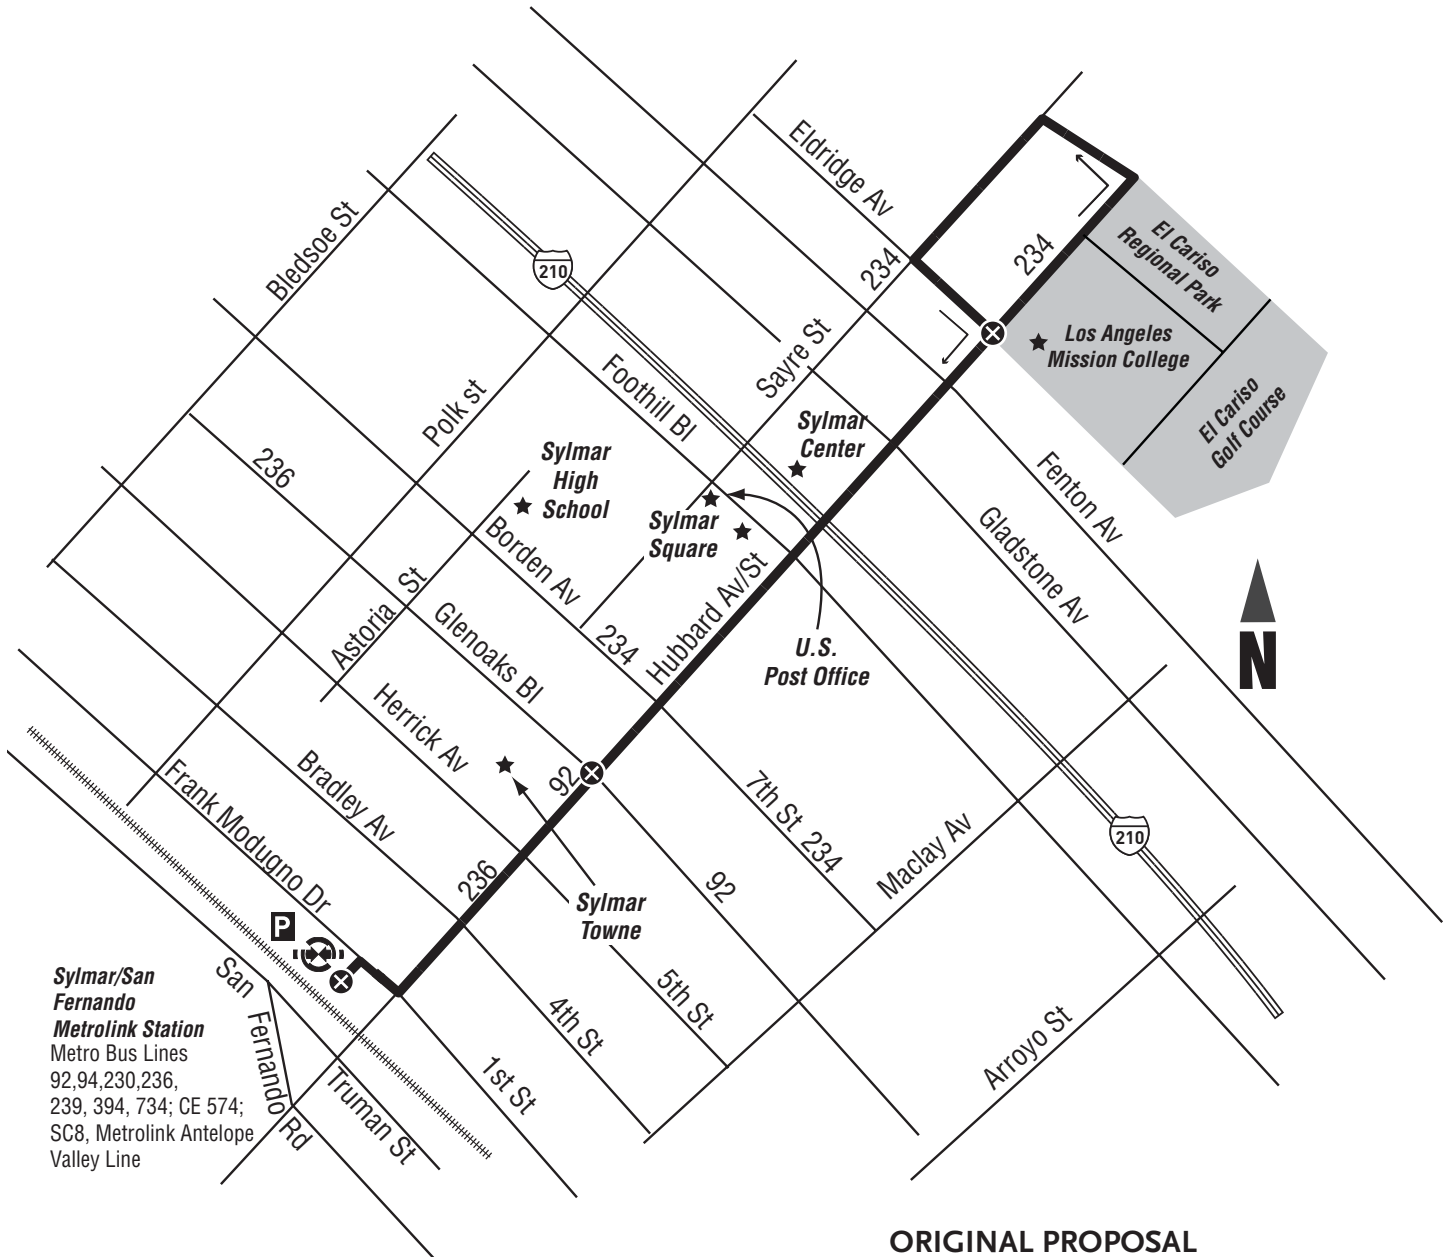 Eldridge Av
Bledsoe St
234
234
El Cariso
Regional Park
210
Los Angeles
Mission College
Sayre St
Foothill Bl
Polk st
El Cariso
Golf Course
Sylmar
Center
236
Sylmar
High
School
Fenton Av
Sylmar
Square
Gladstone Av
Borden Av
Hubbard Av/St
Astoria St
Glenoaks Bl
234
U.S.
Post Office
N
Herrick Av
92
Bradley Av
7th St
234
Maclay Av
210
Frank Modugno Dr
236
92
Sylmar
Towne
P
Sylmar/San
Fernando
Metrolink Station
Metro Bus Lines
92,94,230,236,
239, 394, 734; CE 574;
SC8, Metrolink Antelope
Valley Line
San Fernando Rd
5th St
4th St
Arroyo St
1st St
Truman St
ORIGINAL PROPOSAL